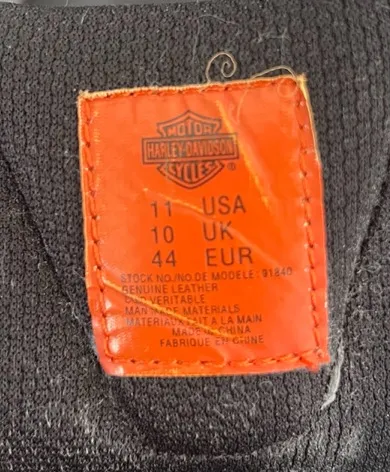 MOTOR
HARLEY-DAVIDSON
CYCLES
®
11 USA
10 UK
44 EUR
STOCK NO./NO.DE MODELE: 91840
GENUINE LEATHER
CUIR VERITABLE
MAN MADE MATERIALS
MATERIAUX FAIT A LA MAIN
MADE IN CHINA
FABRIQUE EN CHINE